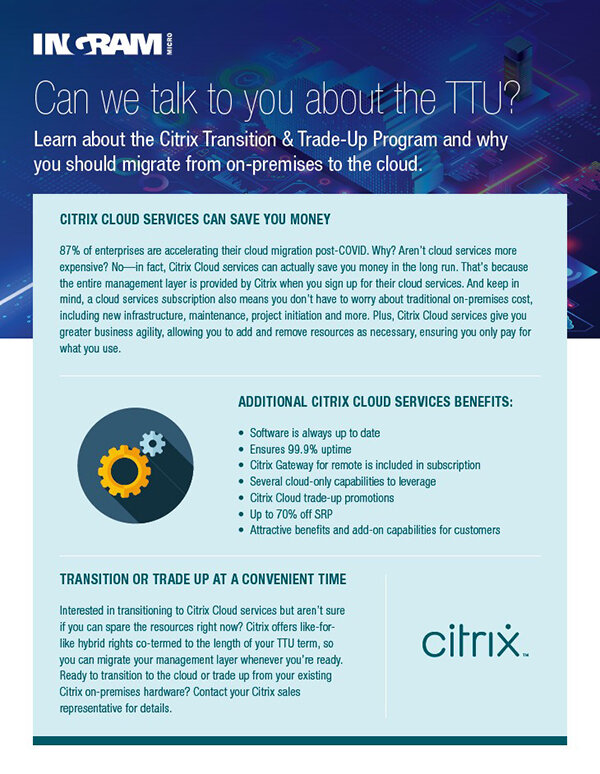 INGRAM MICRO
Can we talk to you about the TTU?
Learn about the Citrix Transition & Trade-Up Program and why
you should migrate from on-premises to the cloud.
CITRIX CLOUD SERVICES CAN SAVE YOU MONEY
87% of enterprises are accelerating their cloud migration post-COVID. Why? Aren't cloud services more
expensive? No—in fact, Citrix Cloud services can actually save you money in the long run. That's because
the entire management layer is provided by Citrix when you sign up for their cloud services. And keep in
mind, a cloud services subscription also means you don't have to worry about traditional on-premises cost,
including new infrastructure, maintenance, project initiation and more. Plus, Citrix Cloud services give you
greater business agility, allowing you to add and remove resources as necessary, ensuring you only pay for
what you use.
ADDITIONAL CITRIX CLOUD SERVICES BENEFITS:
• Software is always up to date
• Ensures 99.9% uptime
• Citrix Gateway for remote is included in subscription
• Several cloud-only capabilities to leverage
• Citrix Cloud trade-up promotions
• Up to 70% off SRP
• Attractive benefits and add-on capabilities for customers
TRANSITION OR TRADE UP AT A CONVENIENT TIME
Interested in transitioning to Citrix Cloud services but aren't sure
if you can spare the resources right now? Citrix offers like-for-
like hybrid rights co-termed to the length of your TTU term, so
you can migrate your management layer whenever you're ready.
Ready to transition to the cloud or trade up from your existing
Citrix on-premises hardware? Contact your Citrix sales
representative for details.
citrix™